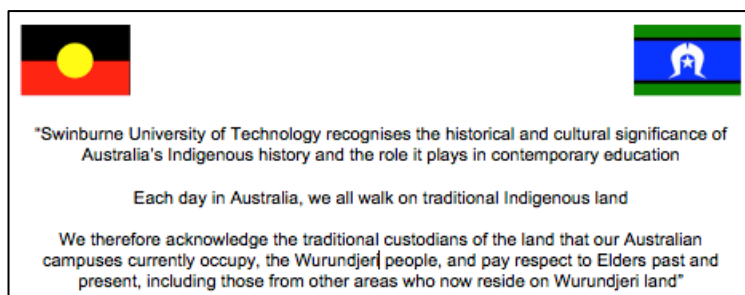 "Swinburne University of Technology recognises the historical and cultural significance of
Australia's Indigenous history and the role it plays in contemporary education
Each day in Australia, we all walk on traditional Indigenous land
We therefore acknowledge the traditional custodians of the land that our Australian
campuses currently occupy, the Wurundjeri people, and pay respect to Elders past and
present, including those from other areas who now reside on Wurundjeri land"